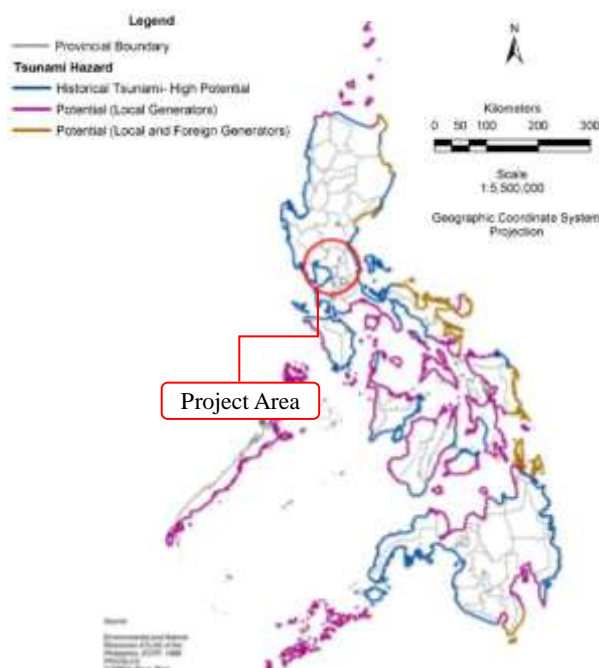 Legend
Provincial Boundary
Tsunami Hazard
Historical Tsunami- High Potential
Potential (Local Generators)
Potential (Local and Foreign Generators)
N
Kilometers
0 50 100 200 300
Scale
1:5,500,000
Geographic Coordinate System
Projection
Project Area